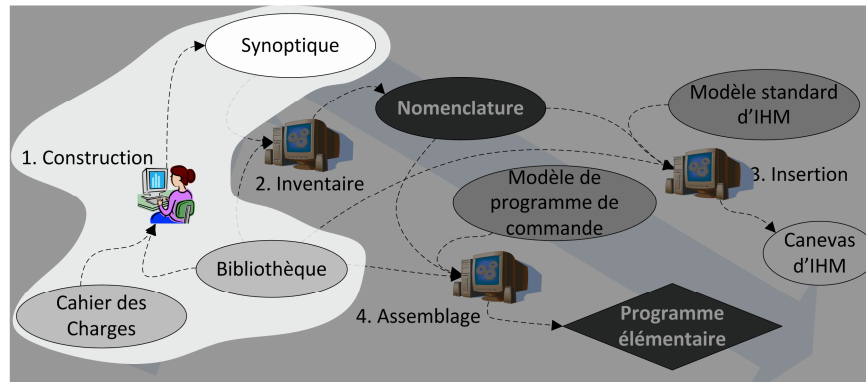 Synoptique
Nomenclature
Modèle standard
d'IHM
1. Construction
2. Inventaire
3. Insertion
Modèle de
programme de
commande
Bibliothèque
Canevas
d'IHM
Cahier des
Charges
4. Assemblage
Programme
élémentaire